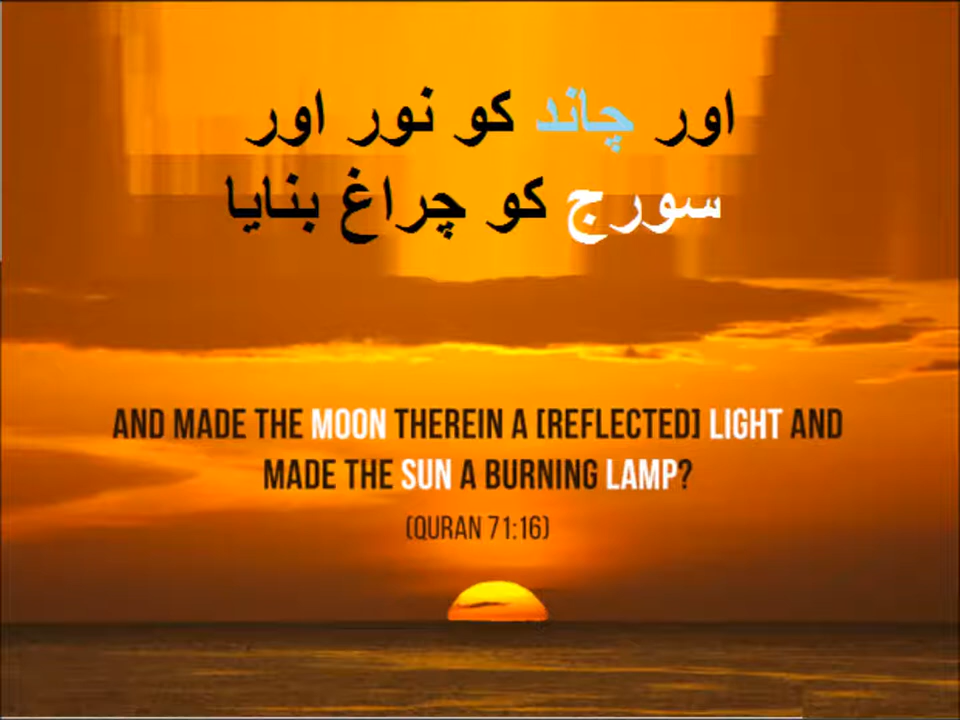 اور چاند کو نور اور
سورج کو چراغ بنایا
AND MADE THE MOON THEREIN A [REFLECTED] LIGHT AND
MADE THE SUN A BURNING LAMP?
(QURAN 71:16)